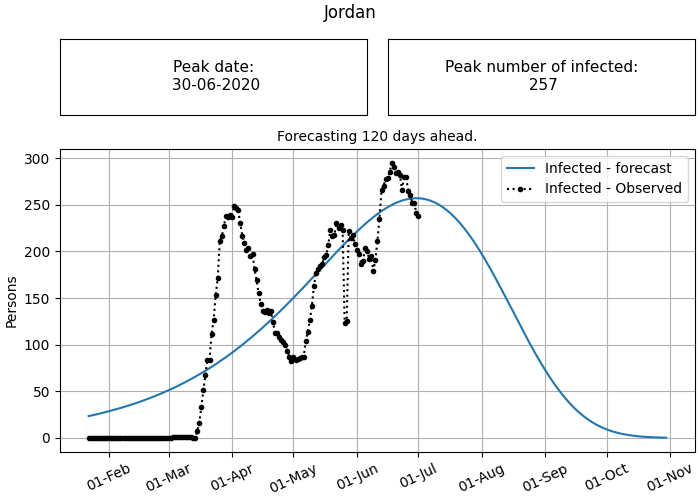 Jordan
Peak date:
30-06-2020
Peak number of infected:
257
Forecasting 120 days ahead.
Infected - forecast
Infected - Observed
Persons
300
250
200
150
100
50
0
01-Feb
01-Mar
01-Apr
01-May
01-Jun
01-Jul
01-Aug
01-Sep
01-Oct
01-Nov